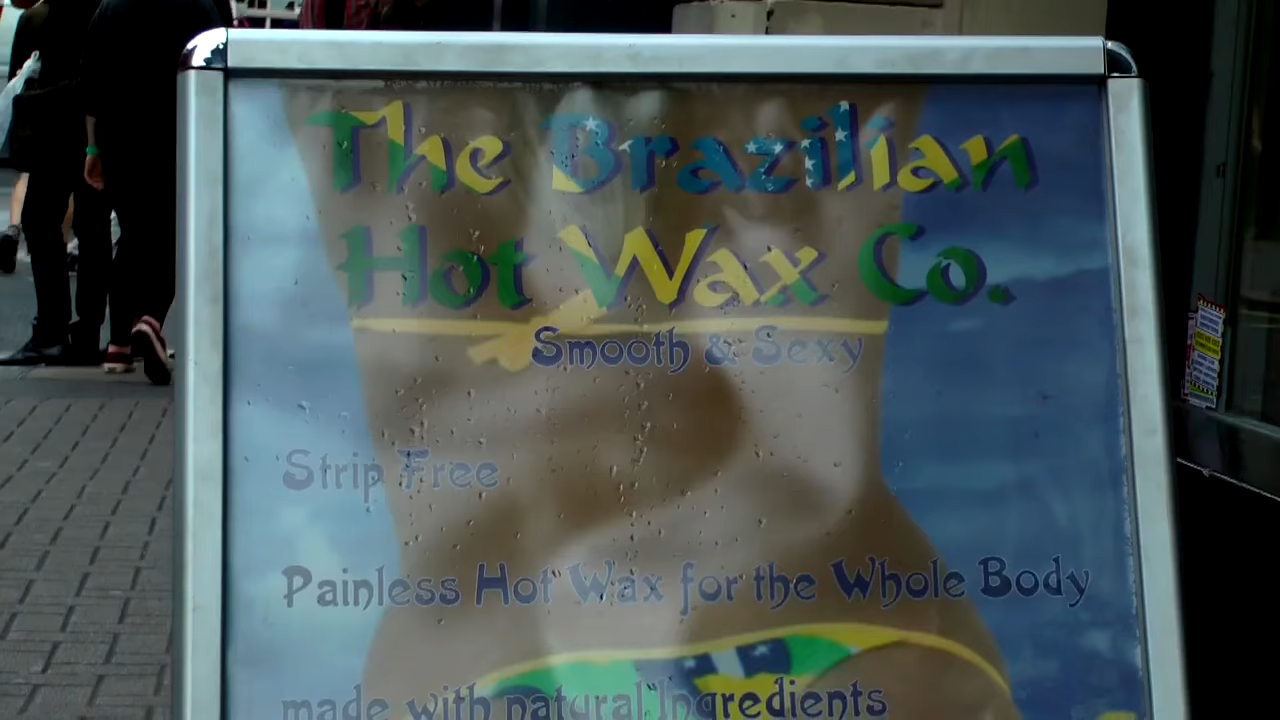 The Brazilian
Hot Wax Co.
Smooth & Sexy
Strip Free
Painless Hot Wax for the Whole Body
made with natural Ingredients